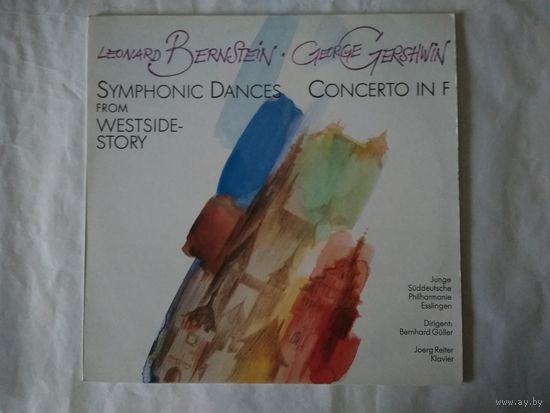 LEONARD BERNSTEIN · GEORGE GERSHWIN
SYMPHONIC DANCES CONCERTO IN F
FROM
WESTSIDE-
STORY
Junge
Süddeutsche
Philharmonie
Esslingen
Dirigent:
Bernhard Güller
Joerg Reiter
Klavier
www.ay.by